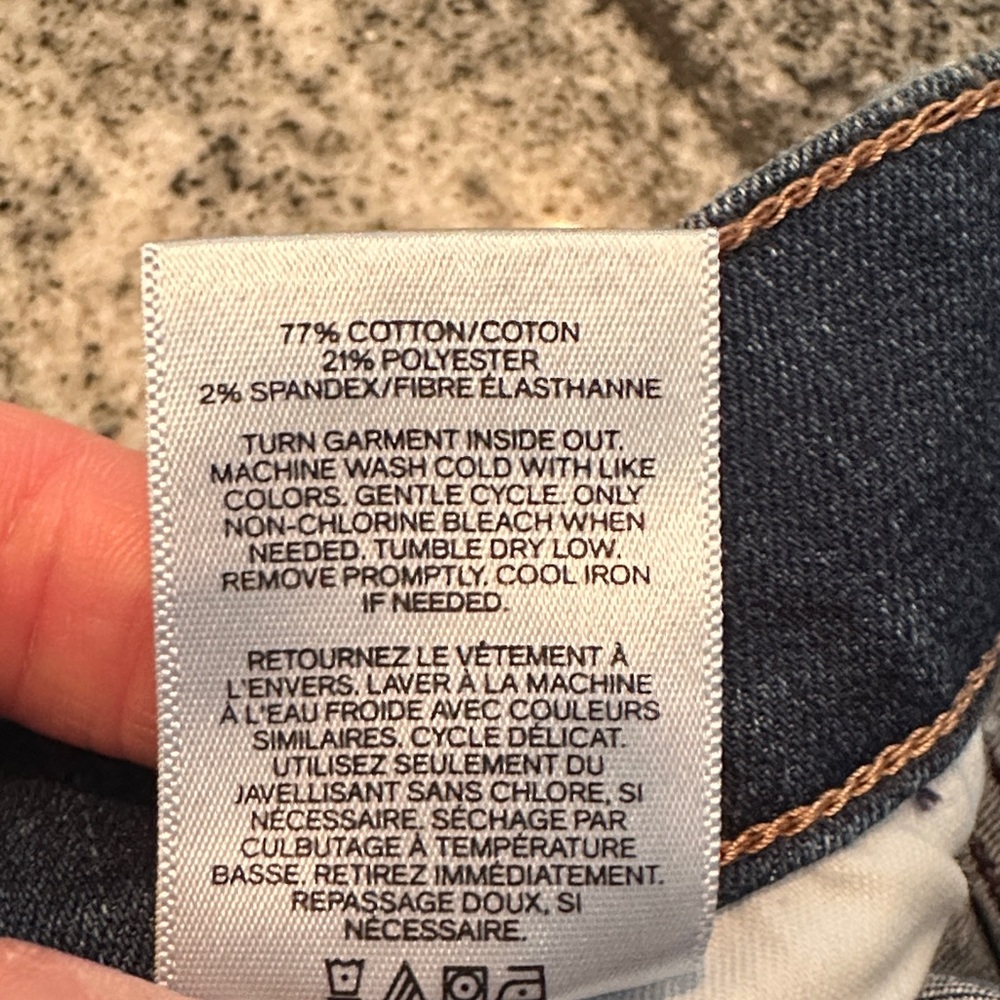 77% COTTON/COTON
21% POLYESTER
2% SPANDEX/FIBRE ÉLASTHANNE
TURN GARMENT INSIDE OUT.
MACHINE WASH COLD WITH LIKE
COLORS. GENTLE CYCLE. ONLY
NON-CHLORINE BLEACH WHEN
NEEDED. TUMBLE DRY LOW.
REMOVE PROMPTLY. COOL IRON
IF NEEDED.
RETOURNEZ LE VÊTEMENT À
L'ENVERS. LAVER À LA MACHINE
À L'EAU FROIDE AVEC COULEURS
SIMILAIRES. CYCLE DÉLICAT.
UTILISEZ SEULEMENT DU
JAVELLISANT SANS CHLORE, SI
NÉCESSAIRE. SÉCHAGE PAR
CULBUTAGE À TEMPÉRATURE
BASSE. RETIREZ IMMÉDIATEMENT.
REPASSAGE DOUX, SI
NÉCESSAIRE.